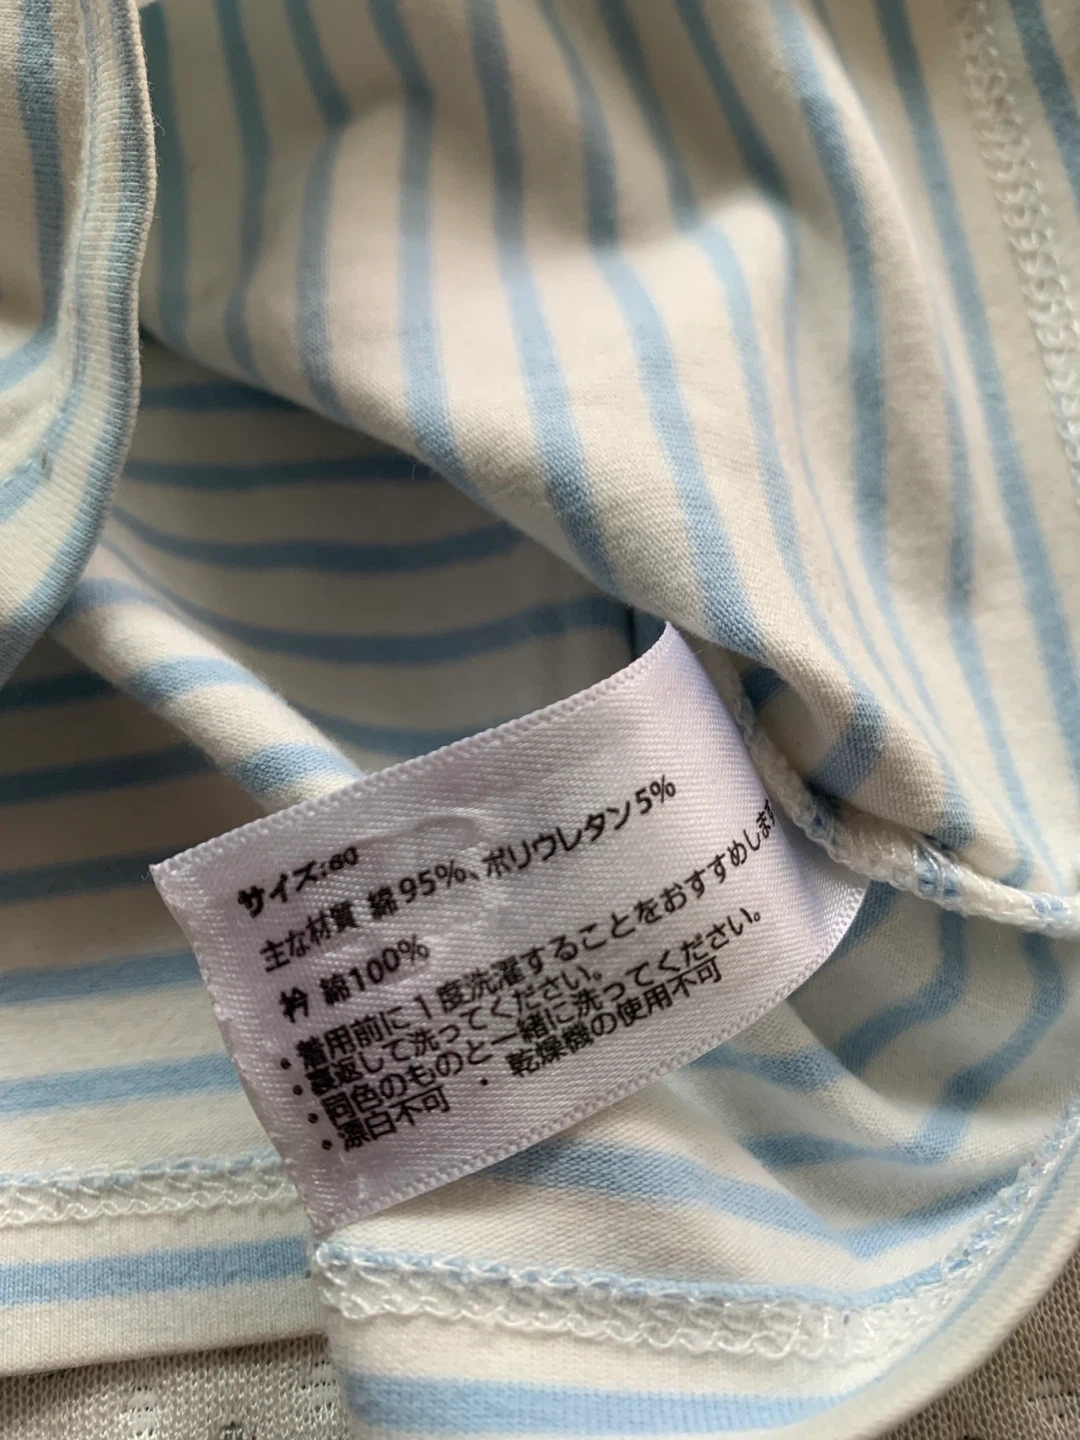 サイズ:60
主な材質 綿95%、ポリウレタン5%
衿 綿100%
・着用前に1度洗濯することをおすすめします
・裏返して洗ってください。
・同色のものと一緒に洗ってください。
・漂白不可 ・乾燥機の使用不可